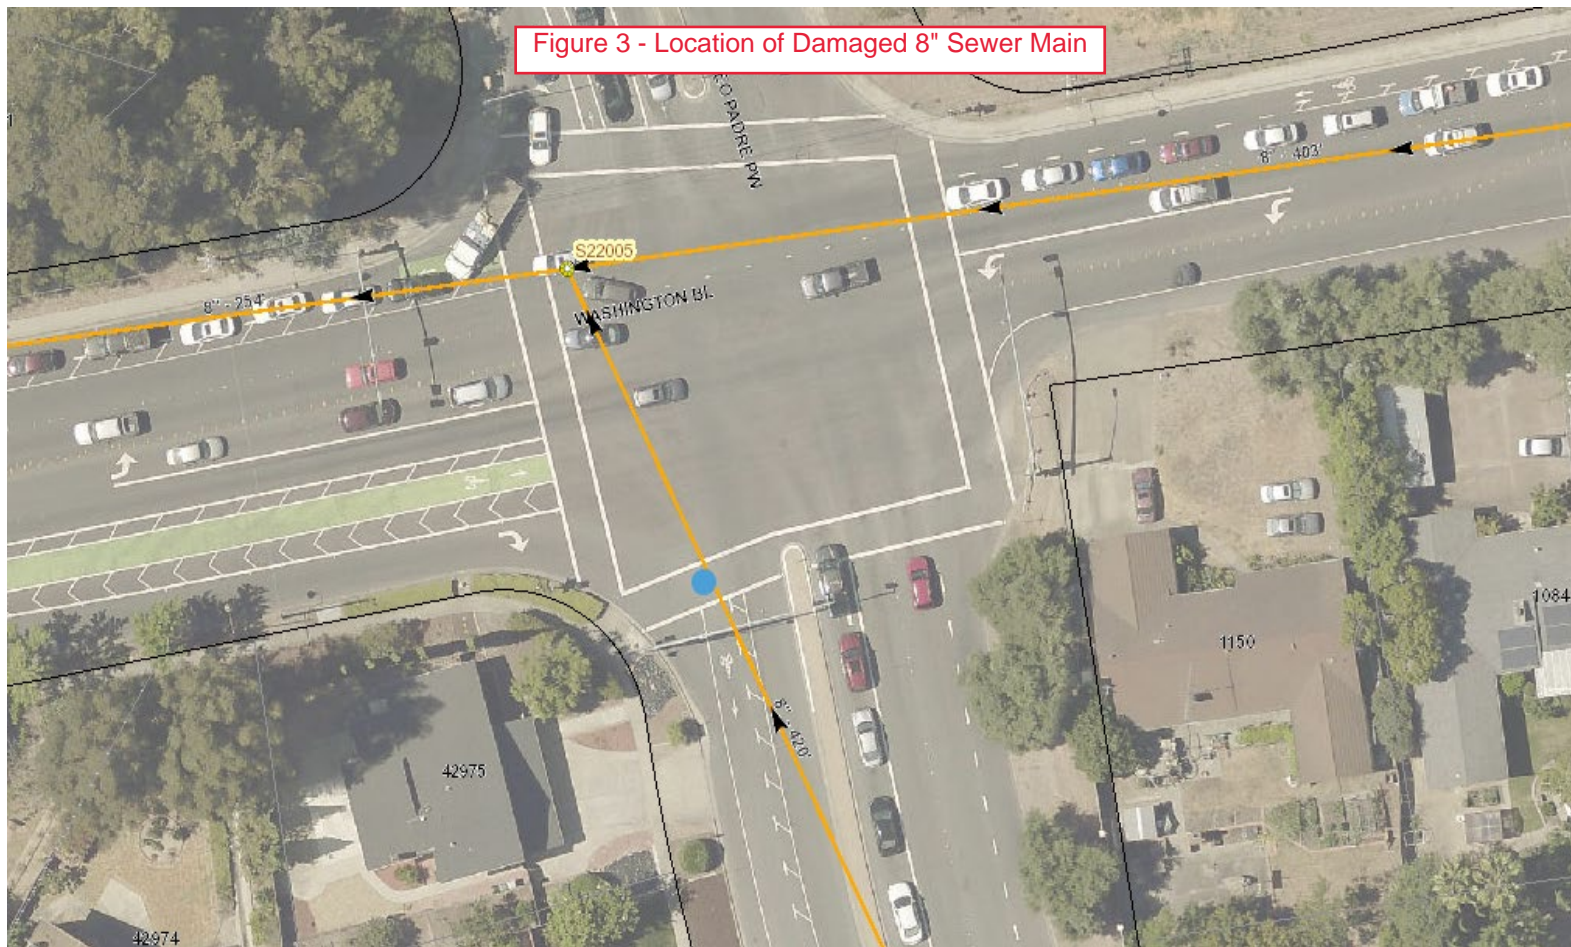 Figure 3 - Location of Damaged 8" Sewer Main
EO PADRE PW
8" - 403'
S22005
8" - 254'
WASHINGTON BL
1084
1150
8" - 420'
42975
42974